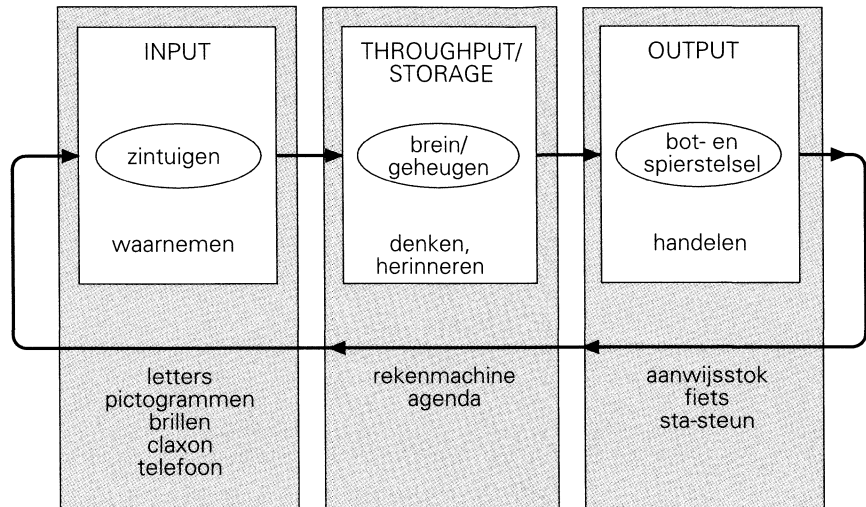 INPUT
zintuigen
waarnemen
letters
pictogrammen
brillen
claxon
telefoon
THROUGHPUT/
STORAGE
brein/
geheugen
denken,
herinneren
rekenmachine
agenda
OUTPUT
bot- en
spierstelsel
handelen
aanwijsstok
fiets
sta-steun